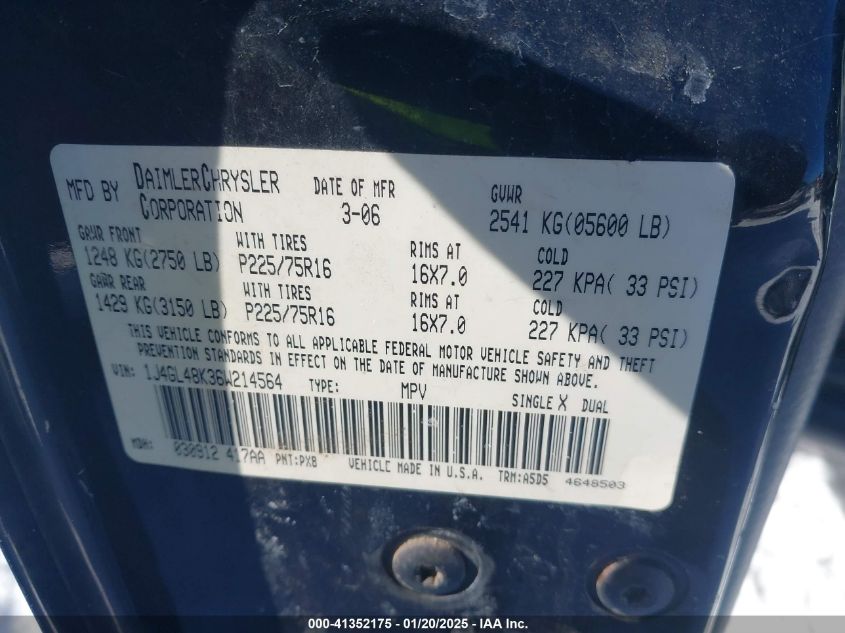 MFD BY DAIMLERCHRYSLER CORPORATION DATE OF MFR 3-06 GVWR 2541 KG(05600 LB)
GAWR FRONT WITH TIRES RIMS AT COLD
1248 KG(2750 LB) P225/75R16 16X7.0 227 KPA( 33 PSI)
GAWR REAR WITH TIRES RIMS AT COLD
1429 KG(3150 LB) P225/75R16 16X7.0 227 KPA( 33 PSI)
THIS VEHICLE CONFORMS TO ALL APPLICABLE FEDERAL MOTOR VEHICLE SAFETY AND THEFT
PREVENTION STANDARDS IN EFFECT ON THE DATE OF MANUFACTURE SHOWN ABOVE.
VIN: 1J4GL48K36W214564 TYPE: MPV SINGLE X DUAL
MDH: 030912 417AA PNT:PXB VEHICLE MADE IN U.S.A. TRM:A5D5 4648503
000-41352175 - 01/20/2025 - IAA Inc.